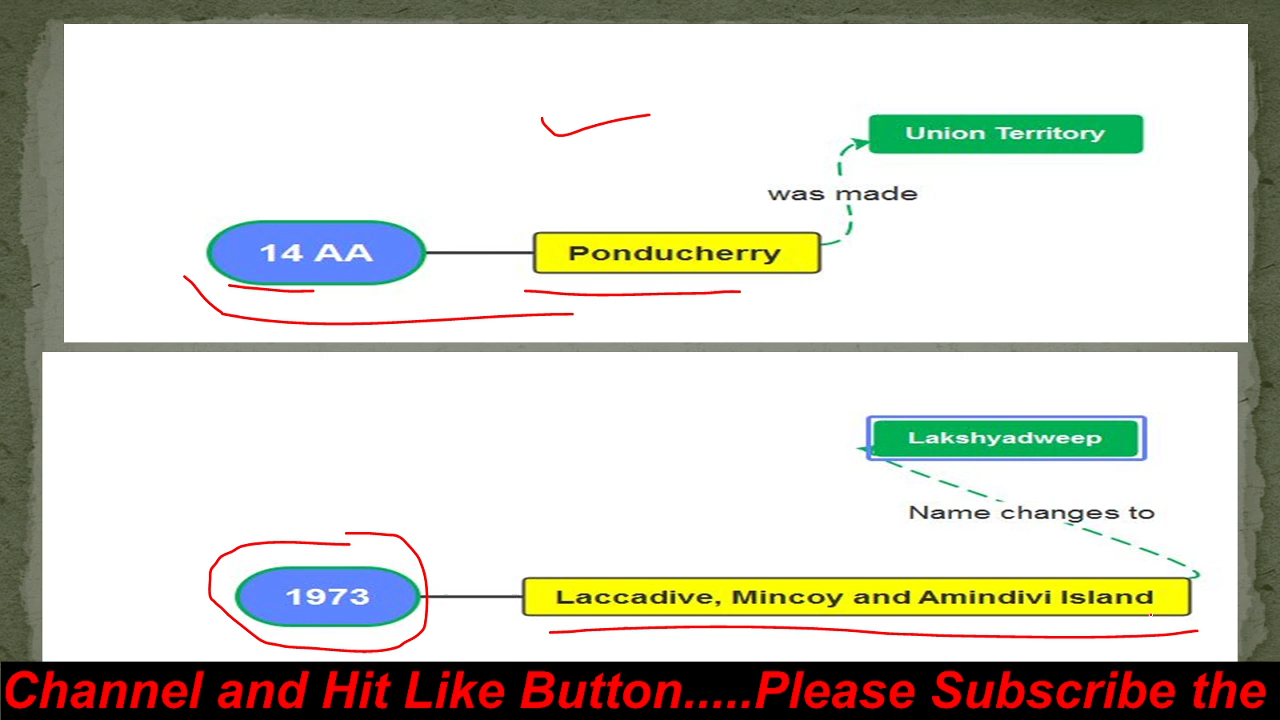 Union Territory
was made
14 AA
Ponducherry
Lakshyadweep
Name changes to
1973
Laccadive, Mincoy and Amindivi Island
Channel and Hit Like Button.....Please Subscribe the